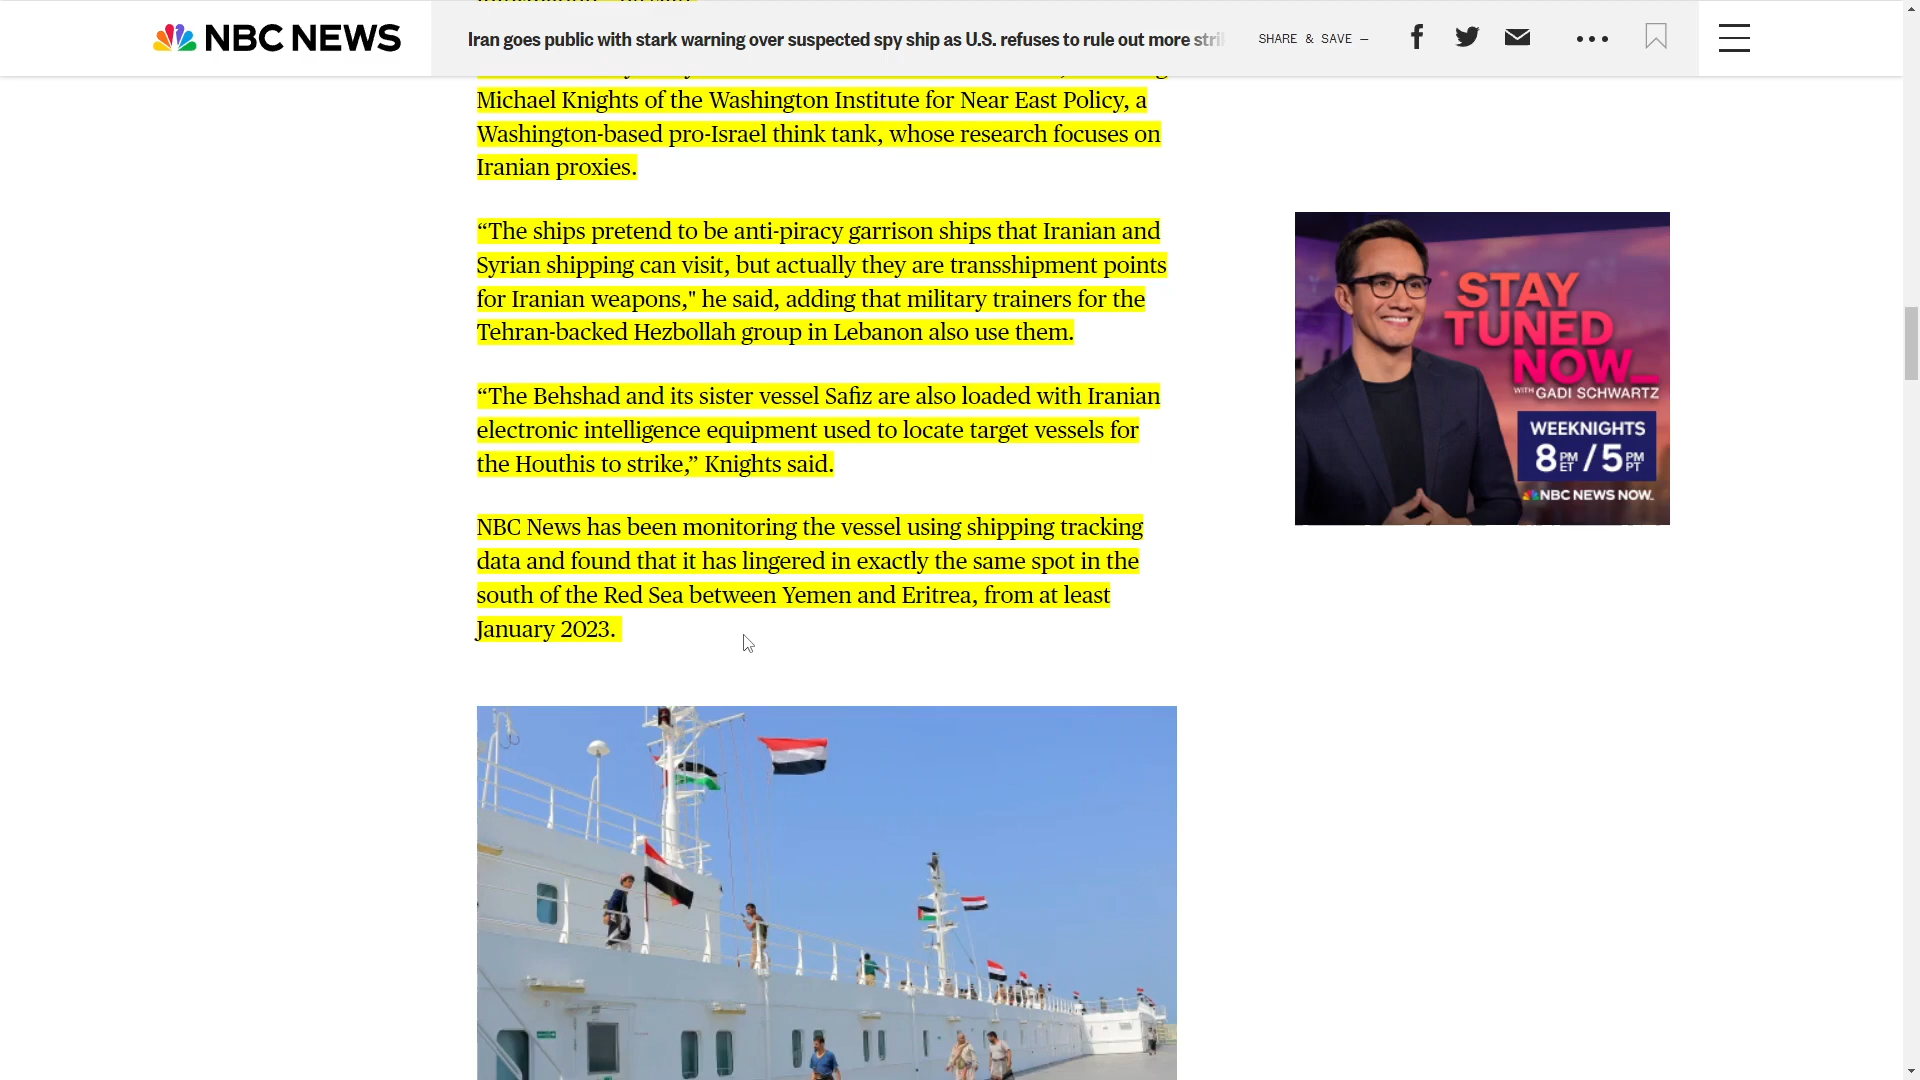 NBC NEWS
Iran goes public with stark warning over suspected spy ship as U.S. refuses to rule out more stri
SHARE & SAVE —
Michael Knights of the Washington Institute for Near East Policy, a
Washington-based pro-Israel think tank, whose research focuses on
Iranian proxies.
“The ships pretend to be anti-piracy garrison ships that Iranian and
Syrian shipping can visit, but actually they are transshipment points
for Iranian weapons," he said, adding that military trainers for the
Tehran-backed Hezbollah group in Lebanon also use them.
“The Behshad and its sister vessel Safiz are also loaded with Iranian
electronic intelligence equipment used to locate target vessels for
the Houthis to strike,” Knights said.
NBC News has been monitoring the vessel using shipping tracking
data and found that it has lingered in exactly the same spot in the
south of the Red Sea between Yemen and Eritrea, from at least
January 2023.
STAY
TUNED
NOW_
WITH GADI SCHWARTZ
WEEKNIGHTS
8 PM ET / 5 PM PT
NBC NEWS NOW_